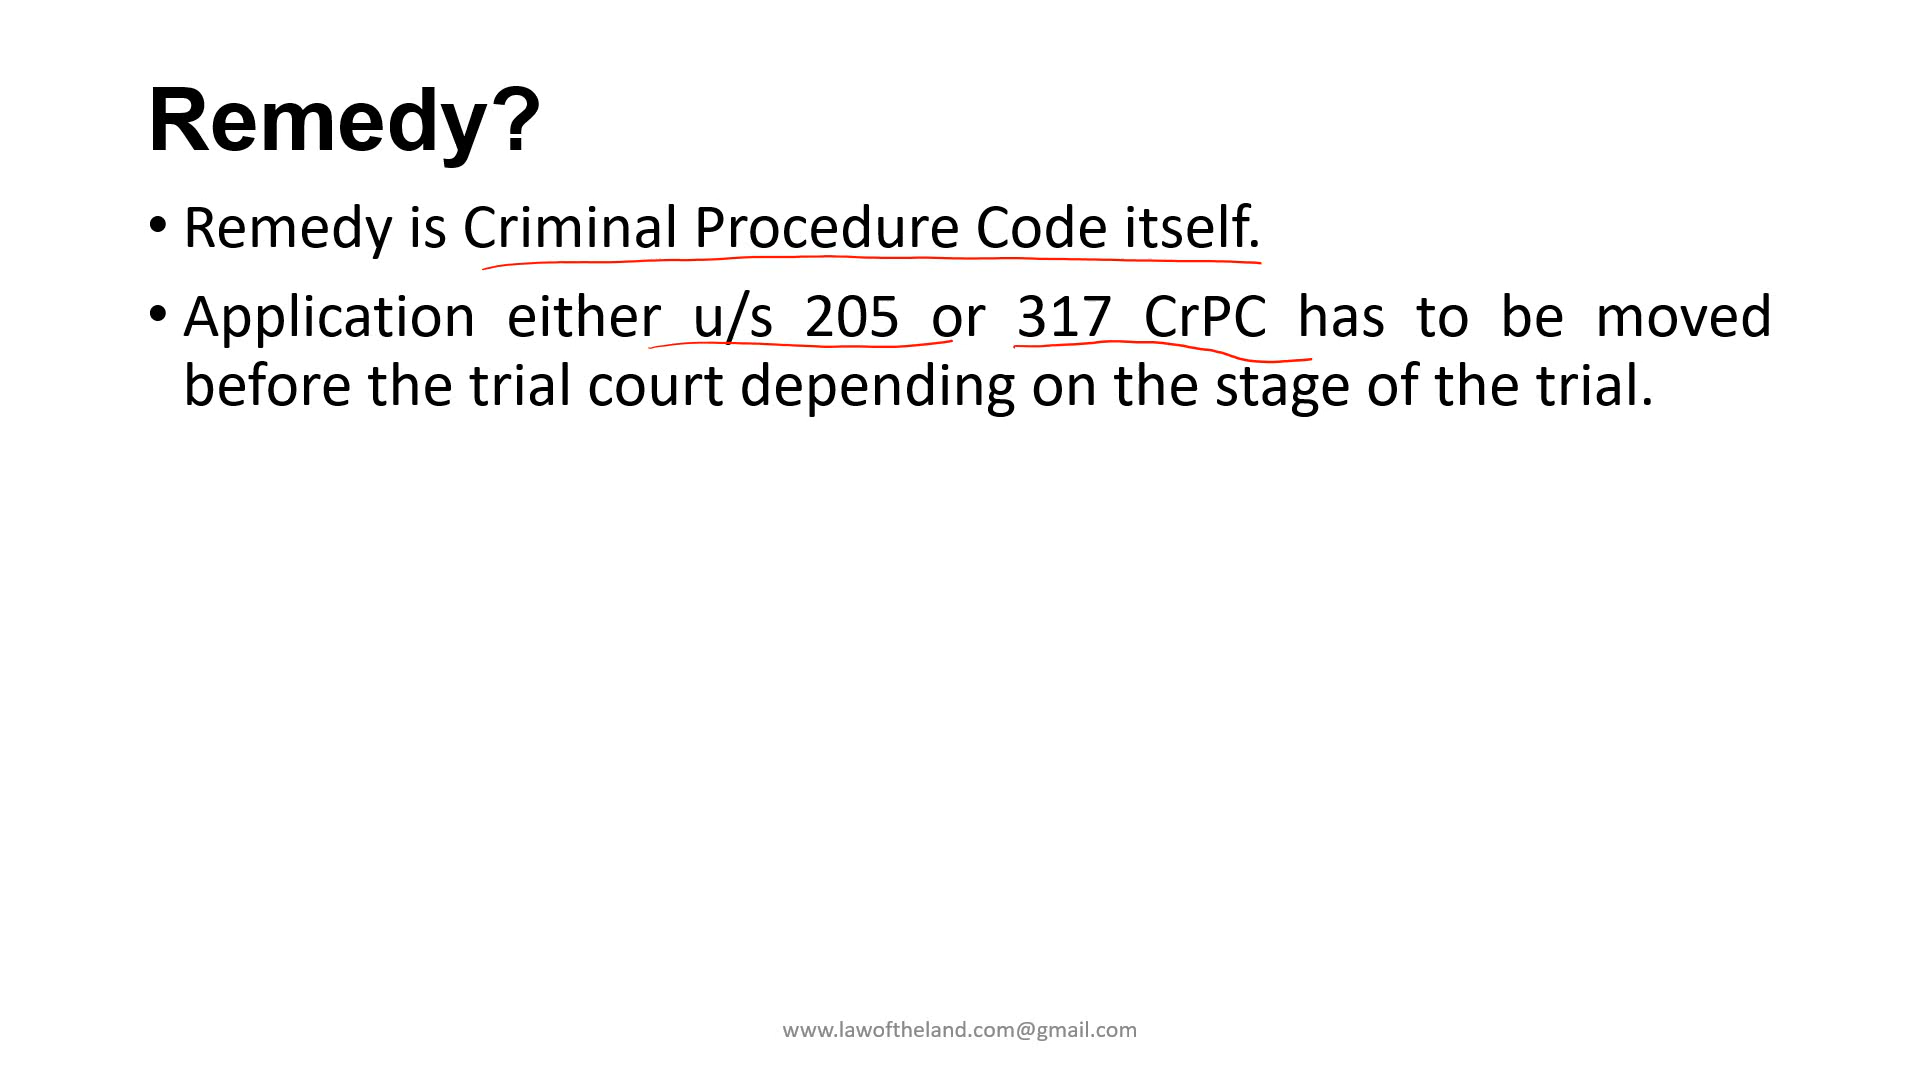 Remedy?
• Remedy is Criminal Procedure Code itself.
• Application either u/s 205 or 317 CrPC has to be moved
before the trial court depending on the stage of the trial.
www.lawoftheland.com@gmail.com